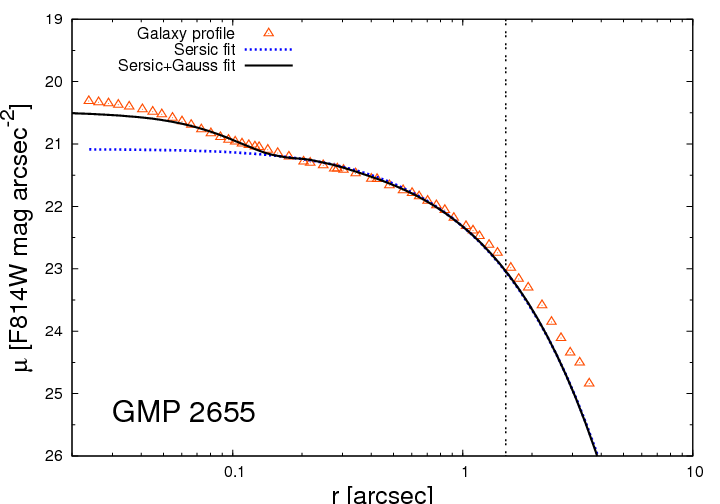 Galaxy profile
Sersic fit
Sersic+Gauss fit
19
20
21
22
23
24
25
26
μ [F814W mag arcsec⁻²]
GMP 2655
0.1
1
10
r [arcsec]